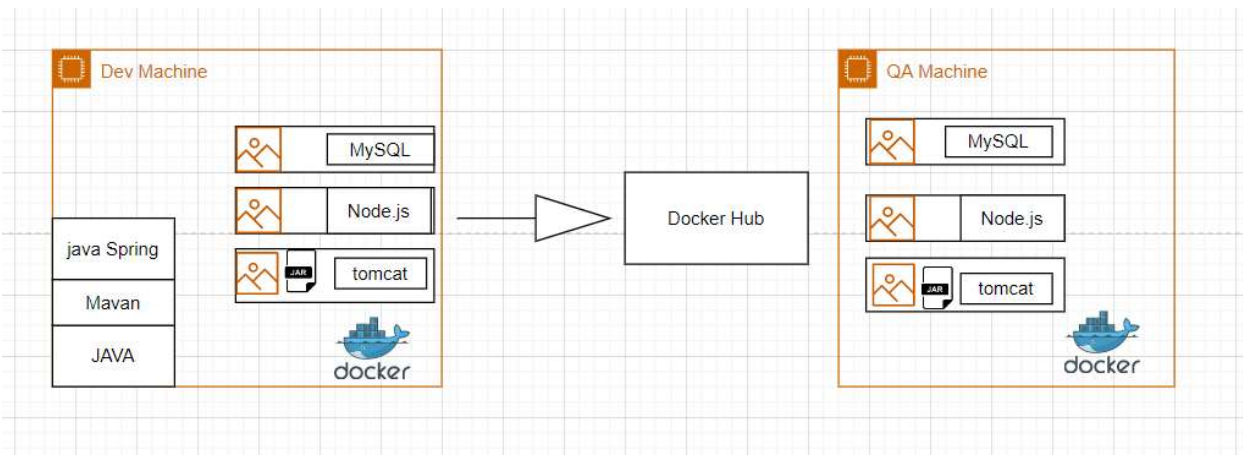 Dev Machine
MySQL
Node.js
JAR
tomcat
java Spring
Mavan
JAVA
docker
Docker Hub
QA Machine
MySQL
Node.js
JAR
tomcat
docker